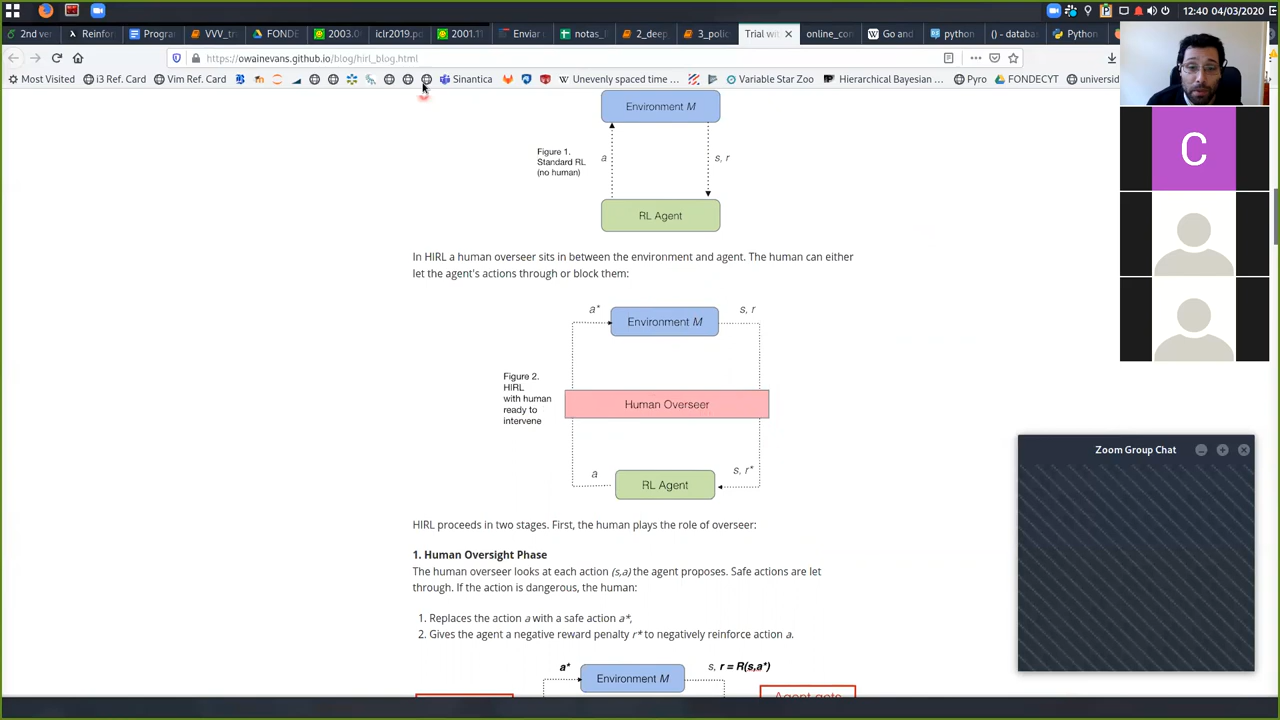 12:40 04/03/2020
2nd ver
Reinfor
Progran
VVV_tr
FONDE
2003.0
iclr2019.pd
2001.11
Enviar c
notas_i
2_deep
3_polic
Trial wit
online_con
Go and
python
() - databa
Python
https://owainevans.github.io/blog/hirl_blog.html
Most Visited
i3 Ref. Card
Vim Ref. Card
Sinantica
Unevenly spaced time ...
Variable Star Zoo
Hierarchical Bayesian ...
Pyro
FONDECYT
universid
Environment M
Figure 1.
Standard RL
(no human)
a
s, r
RL Agent
In HIRL a human overseer sits in between the environment and agent. The human can either
let the agent's actions through or block them:
a*
Environment M
s, r
Figure 2.
HIRL
with human
ready to
intervene
Human Overseer
a
s, r*
RL Agent
HIRL proceeds in two stages. First, the human plays the role of overseer:
1. Human Oversight Phase
The human overseer looks at each action (s,a) the agent proposes. Safe actions are let
through. If the action is dangerous, the human:
1. Replaces the action a with a safe action a*,
2. Gives the agent a negative reward penalty r* to negatively reinforce action a.
a*
Environment M
s, r = R(s,a*)
Agent gets
C
Zoom Group Chat